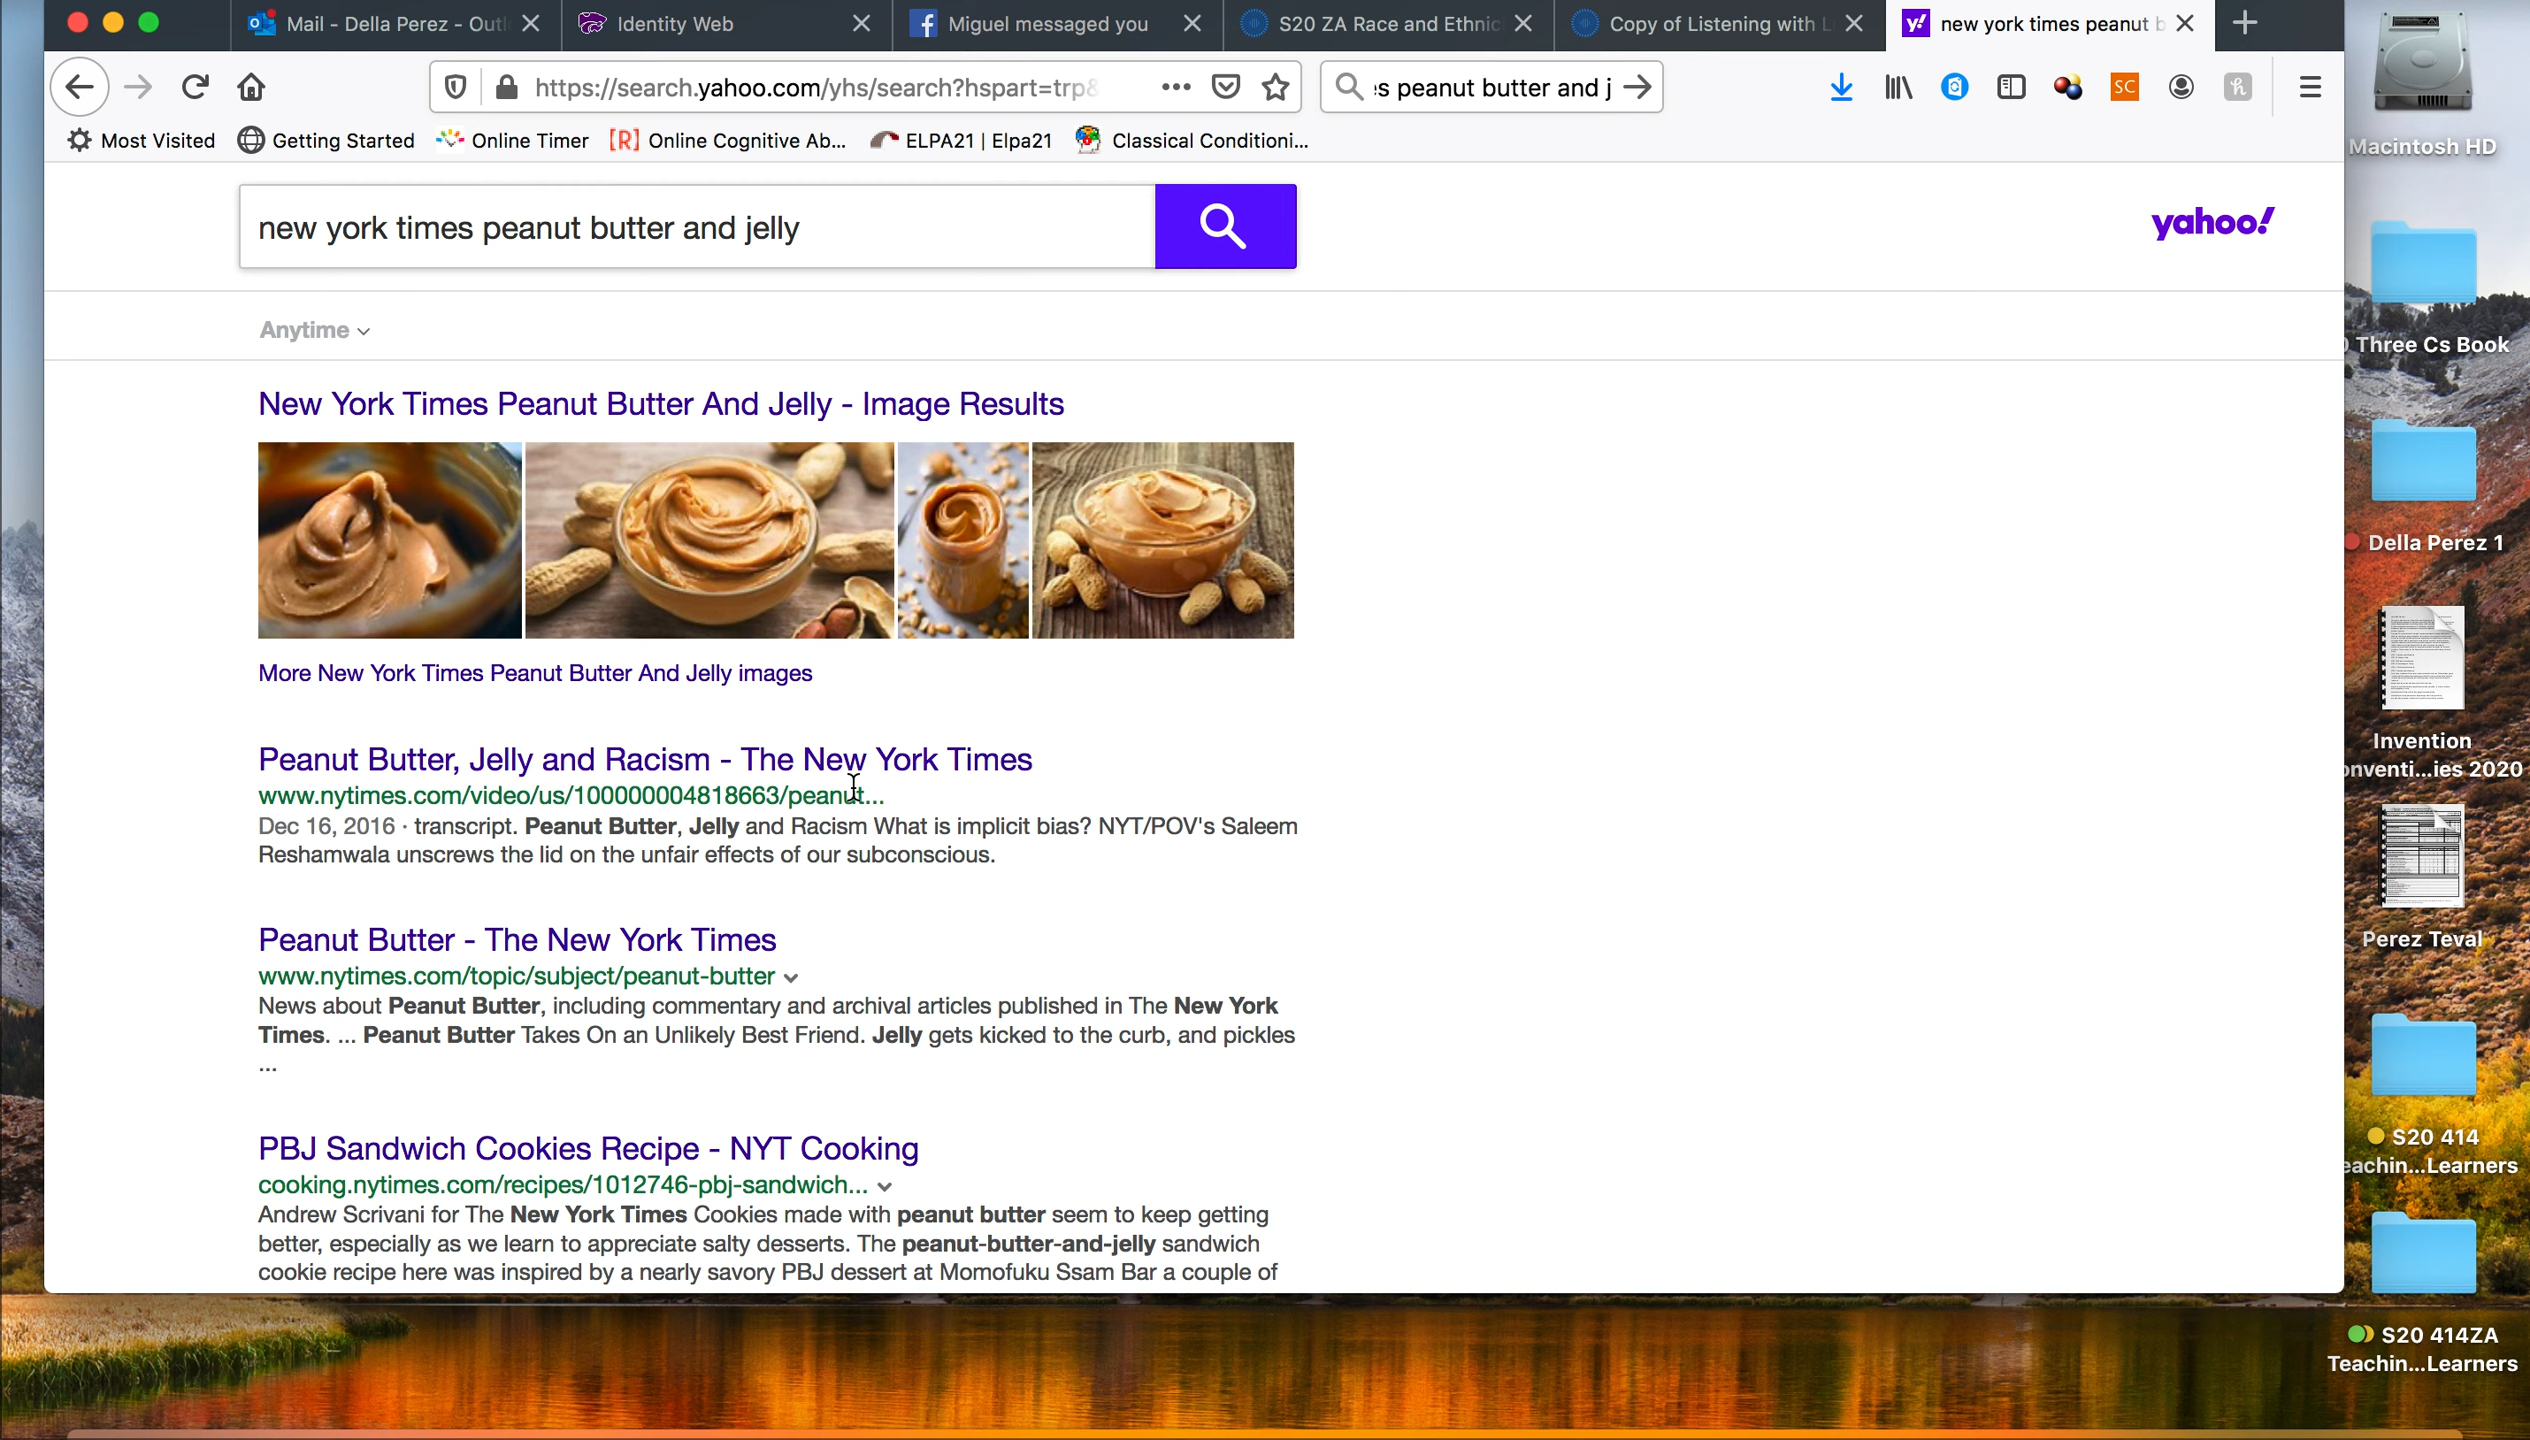 Mail - Della Perez - Outl
Identity Web
Miguel messaged you
S20 ZA Race and Ethnic
Copy of Listening with L
new york times peanut b
https://search.yahoo.com/yhs/search?hspart=trp&
s peanut butter and j
SC
Most Visited
Getting Started
Online Timer
[R] Online Cognitive Ab...
ELPA21 | Elpa21
Classical Conditioni...
new york times peanut butter and jelly
yahoo!
Anytime
New York Times Peanut Butter And Jelly - Image Results
More New York Times Peanut Butter And Jelly images
Peanut Butter, Jelly and Racism - The New York Times
www.nytimes.com/video/us/100000004818663/peanut...
Dec 16, 2016 · transcript. Peanut Butter, Jelly and Racism What is implicit bias? NYT/POV's Saleem
Reshamwala unscrews the lid on the unfair effects of our subconscious.
Peanut Butter - The New York Times
www.nytimes.com/topic/subject/peanut-butter
News about Peanut Butter, including commentary and archival articles published in The New York
Times. ... Peanut Butter Takes On an Unlikely Best Friend. Jelly gets kicked to the curb, and pickles
...
PBJ Sandwich Cookies Recipe - NYT Cooking
cooking.nytimes.com/recipes/1012746-pbj-sandwich...
Andrew Scrivani for The New York Times Cookies made with peanut butter seem to keep getting
better, especially as we learn to appreciate salty desserts. The peanut-butter-and-jelly sandwich
cookie recipe here was inspired by a nearly savory PBJ dessert at Momofuku Ssam Bar a couple of
Macintosh HD
Three Cs Book
Della Perez 1
Invention
onventi...ies 2020
Perez Teval
S20 414
eachin...Learners
S20 414ZA
Teachin...Learners